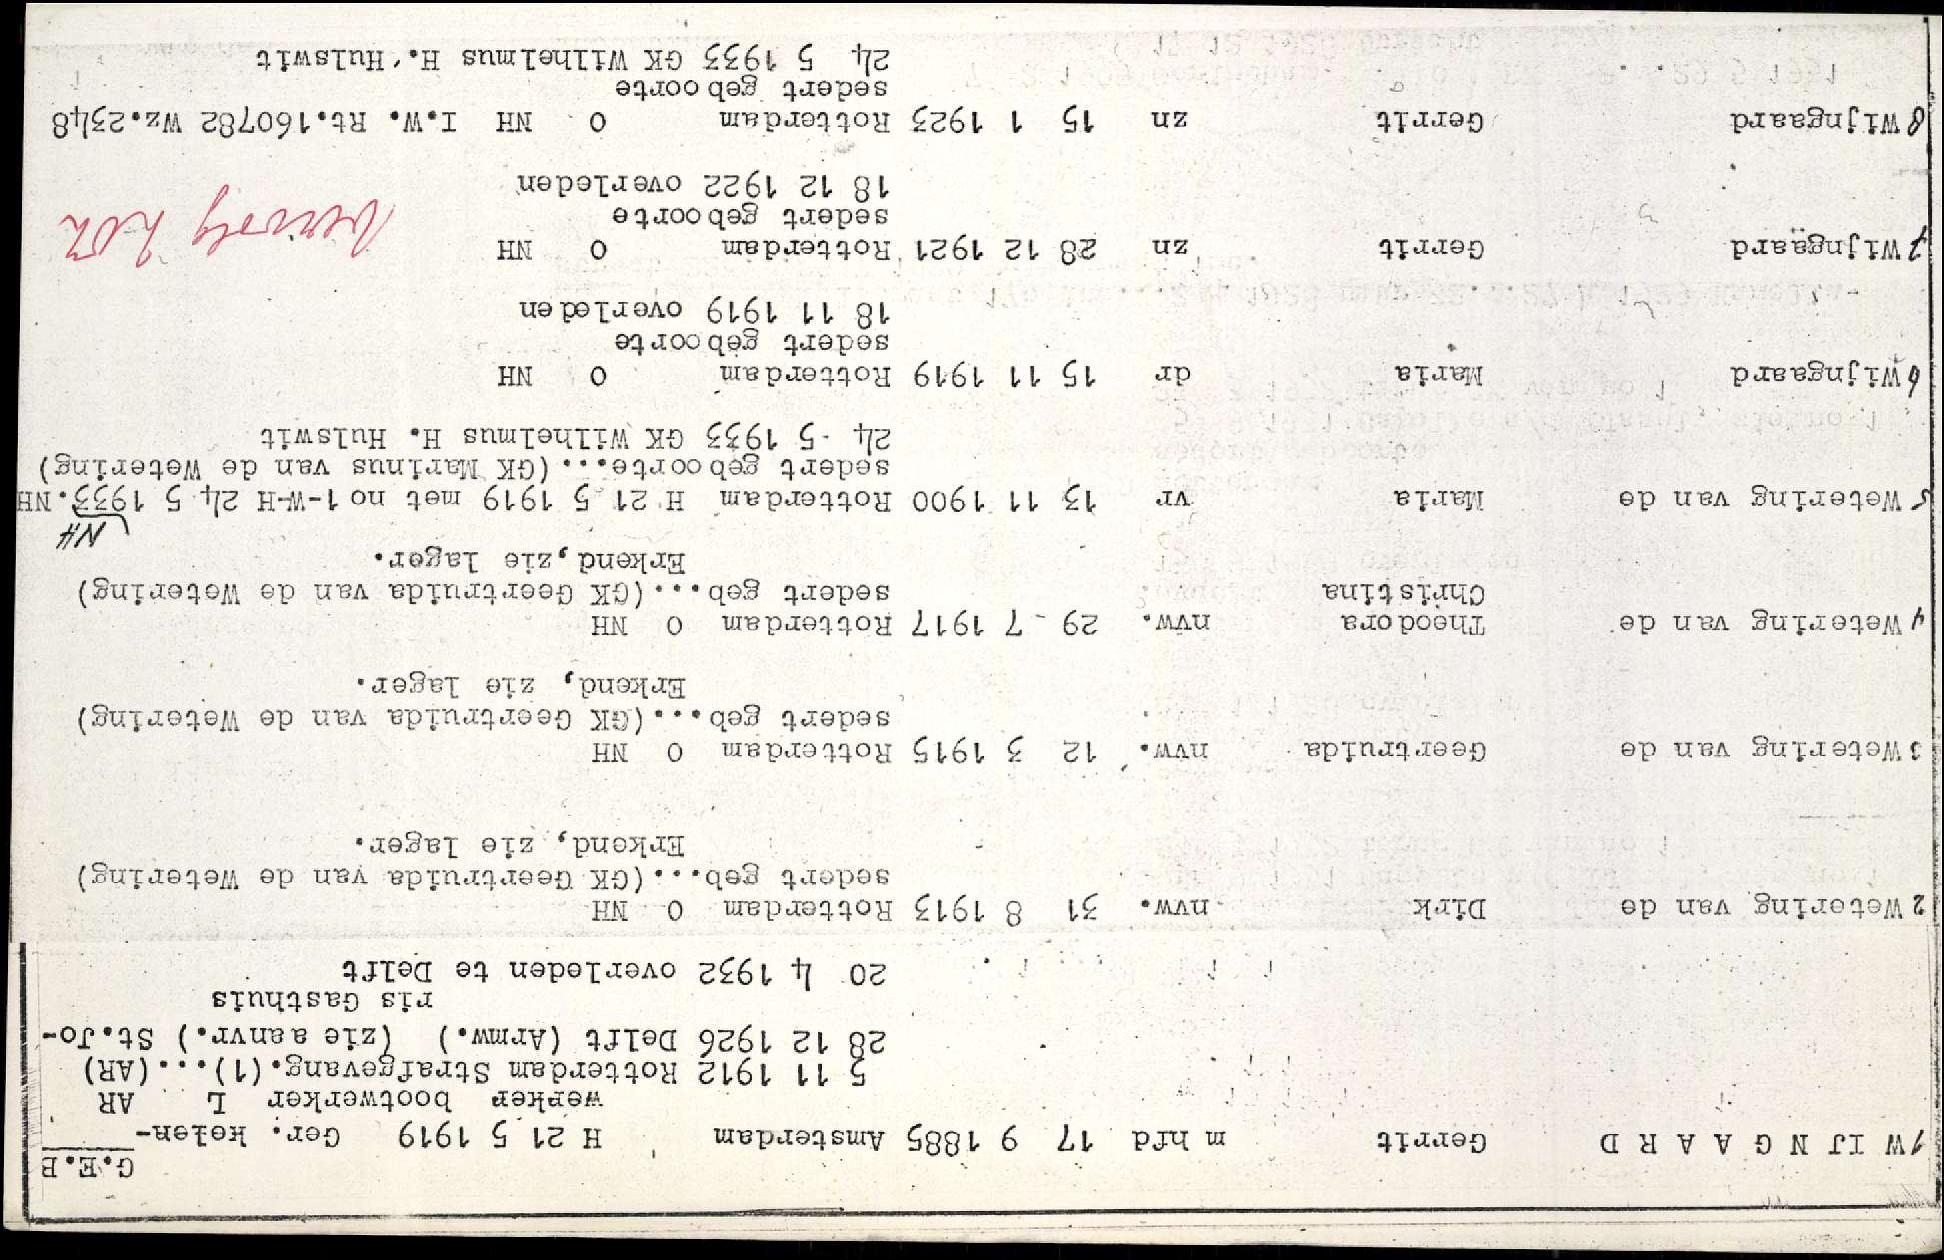 G.E.B
1 W IJ N G A A R D Gerrit m hfd 17 9 1885 Amsterdam H 21 5 1919 Ger. kelen-
werker bootwerker L AR
5 11 1912 Rotterdam Strafgevang.(1)...(AR)
28 12 1926 Delft (Armw.) (zie aanvr.) St.Jo-
ris Gasthuis
20 4 1932 overleden te Delft
2 Wetering van de Dirk nvw. 31 8 1913 Rotterdam O NH
sedert geb...(GK Geertruida van de Wetering)
Erkend, zie lager.
3 Wetering van de Geertruida nvw. 12 3 1915 Rotterdam O NH
sedert geb...(GK Geertruida van de Wetering)
Erkend, zie lager.
4 Wetering van de Theodora nvw. 29 7 1917 Rotterdam O NH
Christina sedert geb...(GK Geertruida van de Wetering)
Erkend, zie lager.
NH
5 Wetering van de Maria vr 13 11 1900 Rotterdam H 21 5 1919 met no 1-W-H 24 5 1933. NH
sedert geboorte...(GK Marinus van de Wetering)
24 5 1933 GK Wilhelmus H. Hulswit
6 Wijngaard Maria dr 15 11 1919 Rotterdam O NH
sedert geboorte
18 11 1919 overleden
7 Wijngaard Gerrit zn 28 12 1921 Rotterdam O NH
sedert geboorte
18 12 1922 overleden
8 Wijngaard Gerrit zn 15 1 1923 Rotterdam O NH I.W. Rt.160782 Wz.2348
sedert geboorte
24 5 1933 GK Wilhelmus H. Hulswit